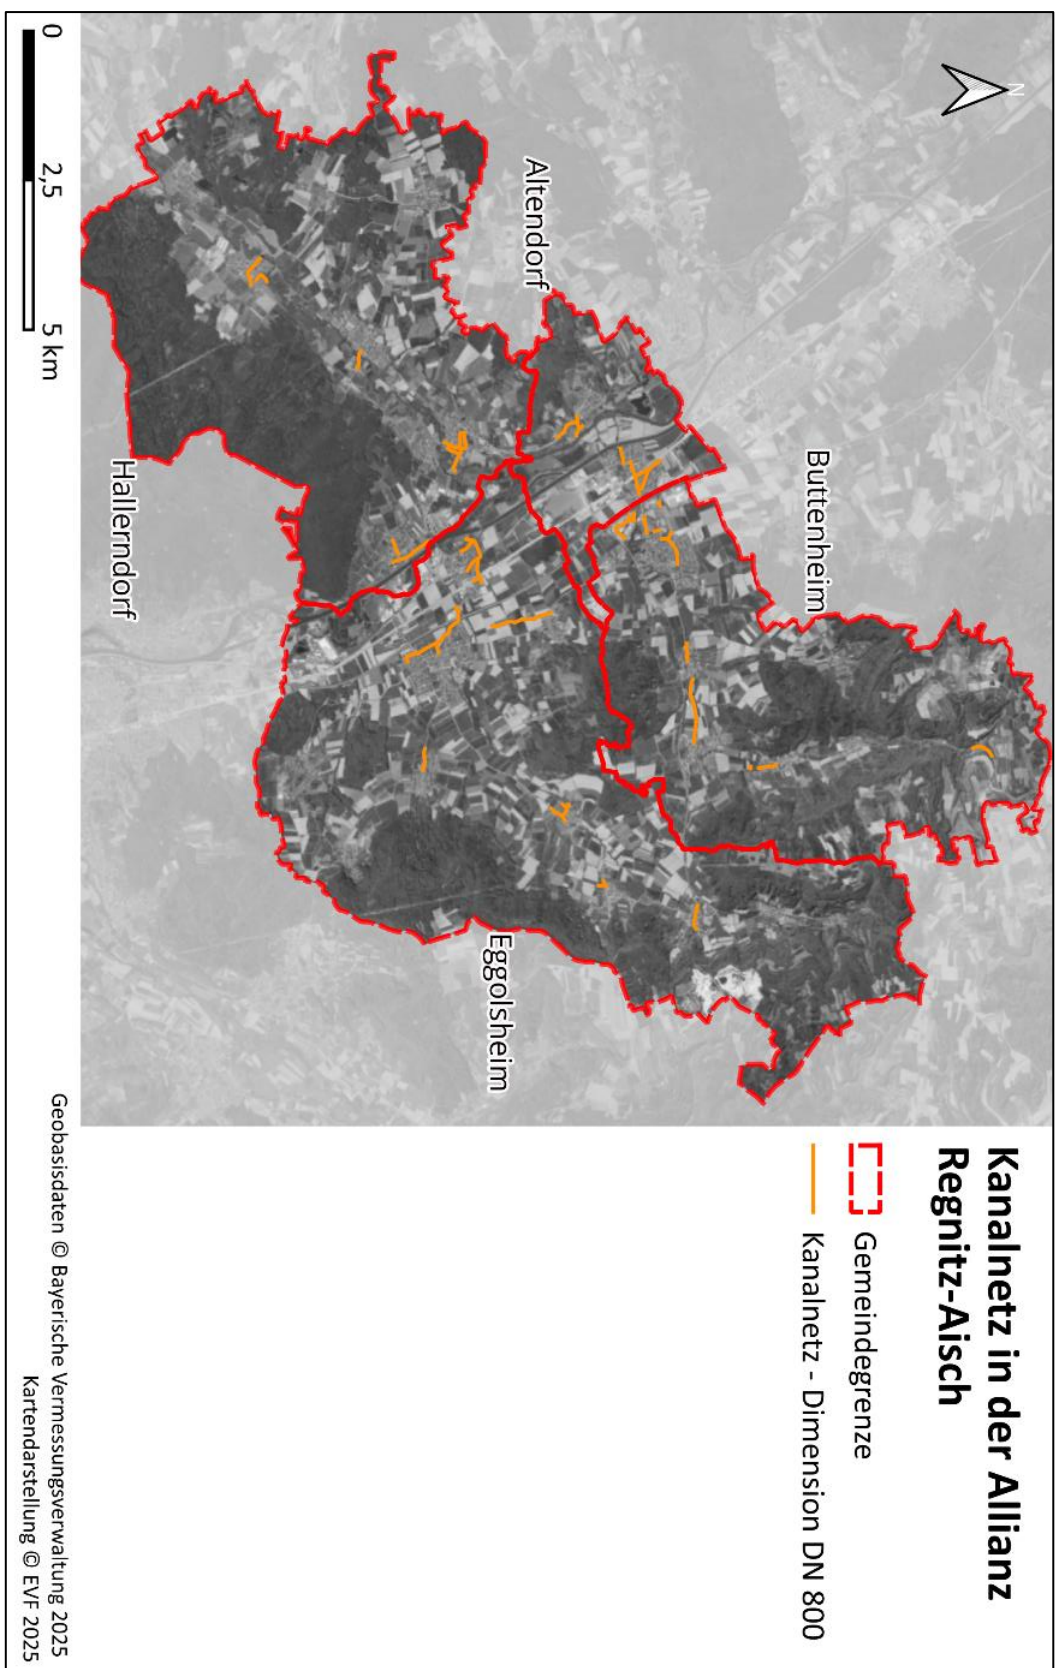 Kanalnetz in der Allianz
Regnitz-Aisch
Gemeindegrenze
Kanalnetz - Dimension DN 800
N
Buttenheim
Altendorf
Eggolsheim
Hallerndorf
0 2,5 5 km
Geobasisdaten © Bayerische Vermessungsverwaltung 2025
Kartendarstellung © EVF 2025